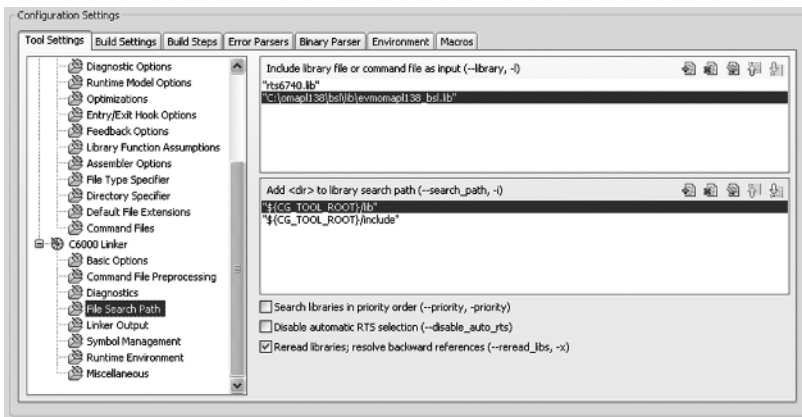 Configuration Settings
Tool Settings Build Settings Build Steps Error Parsers Binary Parser Environment Macros
Diagnostic Options
Runtime Model Options
Optimizations
Entry/Exit Hook Options
Feedback Options
Library Function Assumptions
Assembler Options
File Type Specifier
Directory Specifier
Default File Extensions
Command Files
C6000 Linker
Basic Options
Command File Preprocessing
Diagnostics
File Search Path
Linker Output
Symbol Management
Runtime Environment
Miscellaneous
Include library file or command file as input (--library, -l)
"rts6740.lib"
"C:\omapl138\bsl\lib\evmomapl138_bsl.lib"
Add <dir> to library search path (--search_path, -i)
"${CG_TOOL_ROOT}/lib"
"${CG_TOOL_ROOT}/include"
Search libraries in priority order (--priority, -priority)
Disable automatic RTS selection (--disable_auto_rts)
Reread libraries; resolve backward references (--reread_libs, -x)